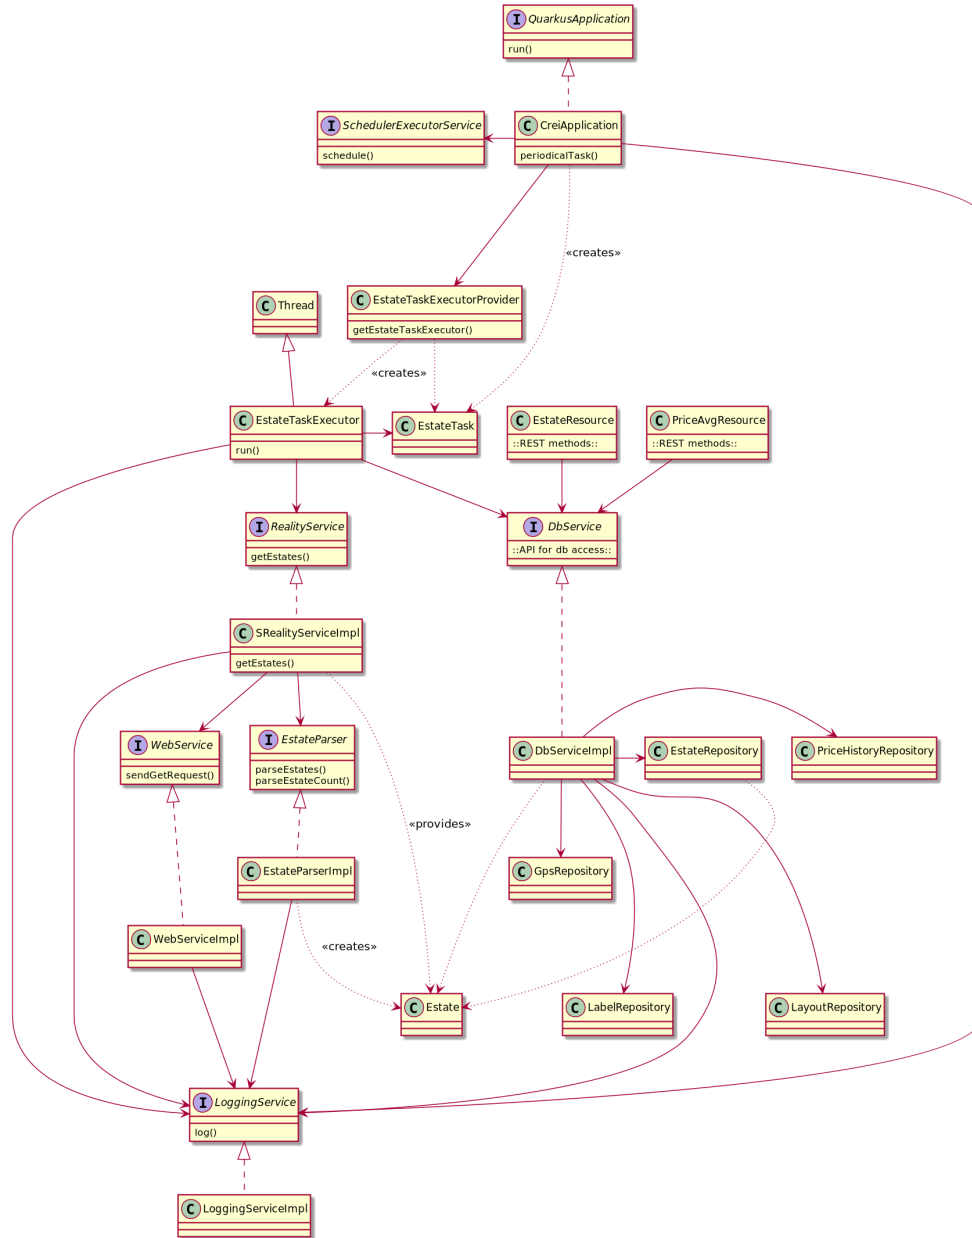 I QuarkusApplication
run()
I SchedulerExecutorService
schedule()
C CreiApplication
periodicalTask()
«creates»
C Thread
C EstateTaskExecutorProvider
getEstateTaskExecutor()
«creates»
C EstateTaskExecutor
run()
C EstateTask
C EstateResource
::REST methods::
C PriceAvgResource
::REST methods::
I RealityService
getEstates()
I DbService
::API for db access::
C SRealityServiceImpl
getEstates()
I WebService
sendGetRequest()
I EstateParser
parseEstates()
parseEstateCount()
C DbServiceImpl
C EstateRepository
C PriceHistoryRepository
«provides»
C EstateParserImpl
C GpsRepository
C WebServiceImpl
«creates»
C Estate
C LabelRepository
C LayoutRepository
I LoggingService
log()
C LoggingServiceImpl